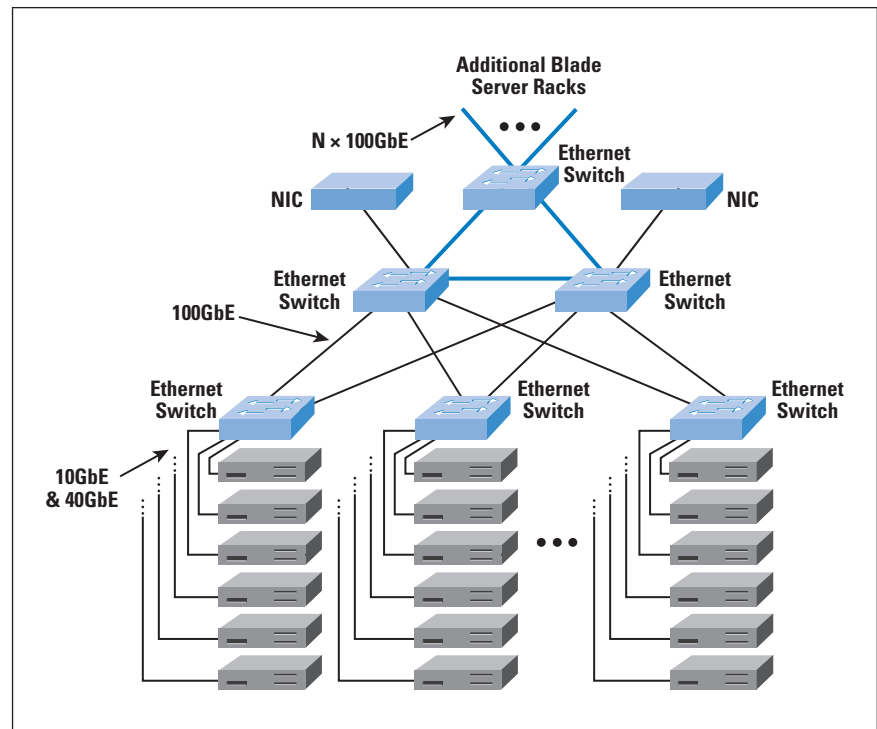 Additional Blade
Server Racks
N × 100GbE
Ethernet
Switch
NIC
NIC
Ethernet
Switch
Ethernet
Switch
100GbE
Ethernet
Switch
Ethernet
Switch
Ethernet
Switch
10GbE
& 40GbE